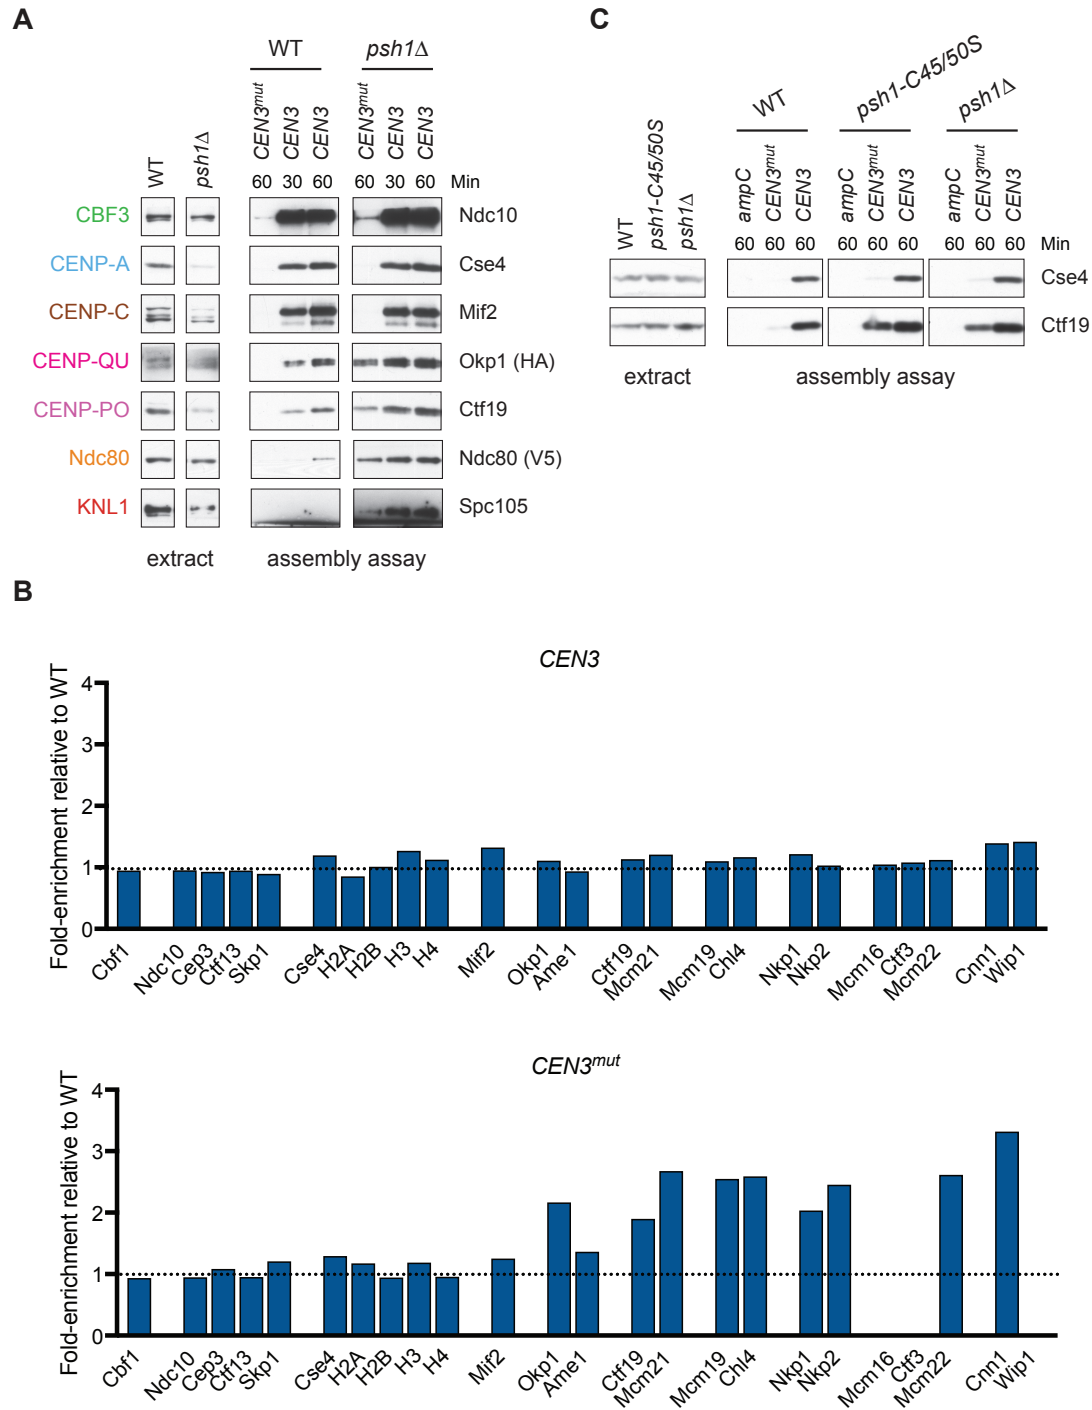 A
WT psh1Δ
WT psh1Δ CEN3mut CEN3 CEN3 CEN3mut CEN3 CEN3
60 30 60 60 30 60 Min
CBF3 Ndc10
CENP-A Cse4
CENP-C Mif2
CENP-QU Okp1 (HA)
CENP-PO Ctf19
Ndc80 Ndc80 (V5)
KNL1 Spc105
extract assembly assay
C
WT psh1-C45/50S psh1Δ
WT psh1-C45/50S psh1Δ ampC CEN3mut CEN3 ampC CEN3mut CEN3 ampC CEN3mut CEN3
60 60 60 60 60 60 60 60 60 Min
Cse4
Ctf19
extract assembly assay
B
CEN3
Fold-enrichment relative to WT
4
3
2
1
0
Cbf1 Ndc10 Cep3 Ctf13 Skp1 Cse4 H2A H2B H3 H4 Mif2 Okp1 Ame1 Ctf19 Mcm21 Mcm19 Chl4 Nkp1 Nkp2 Mcm16 Ctf3 Mcm22 Cnn1 Wip1
CEN3mut
Fold-enrichment relative to WT
4
3
2
1
0
Cbf1 Ndc10 Cep3 Ctf13 Skp1 Cse4 H2A H2B H3 H4 Mif2 Okp1 Ame1 Ctf19 Mcm21 Mcm19 Chl4 Nkp1 Nkp2 Mcm16 Ctf3 Mcm22 Cnn1 Wip1